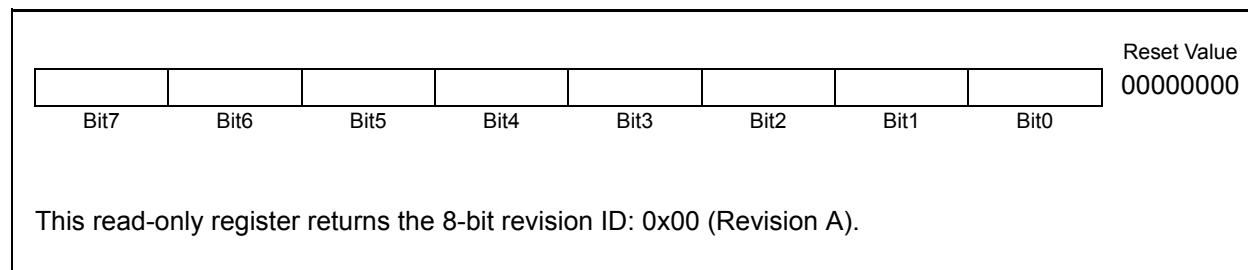 Reset Value
00000000
Bit7 Bit6 Bit5 Bit4 Bit3 Bit2 Bit1 Bit0
This read-only register returns the 8-bit revision ID: 0x00 (Revision A).